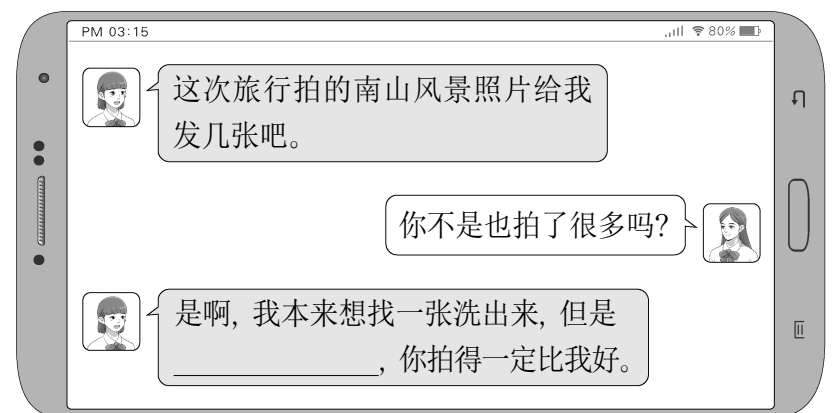 PM 03:15
80%
这次旅行拍的南山风景照片给我
发几张吧。
你不是也拍了很多吗?
是啊, 我本来想找一张洗出来, 但是
_______________, 你拍得一定比我好。